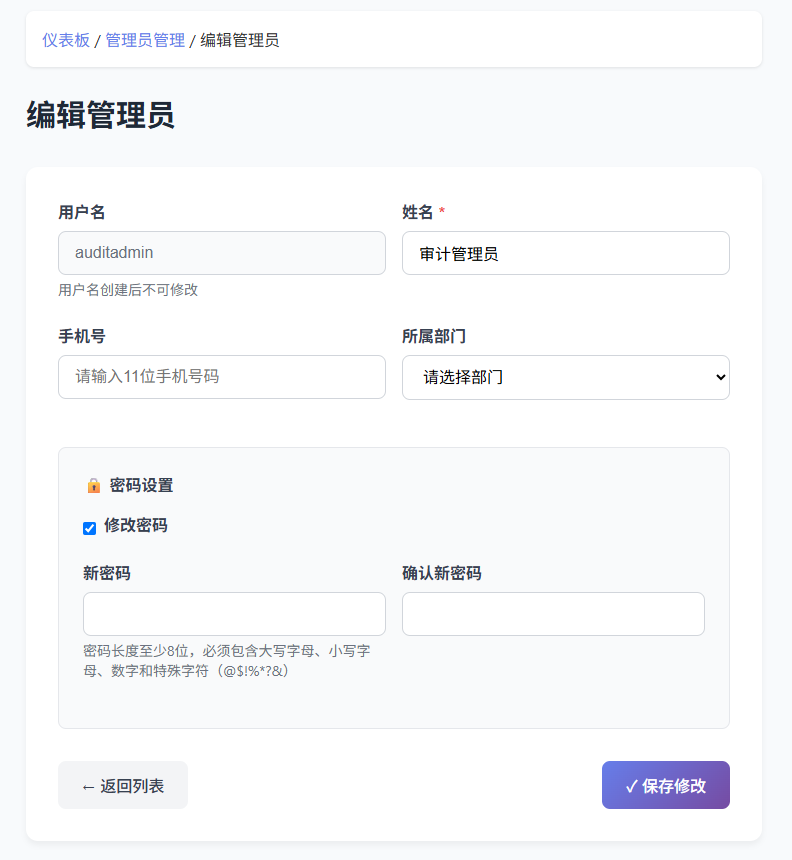 仪表板 / 管理员管理 / 编辑管理员
编辑管理员
用户名
姓名 *
auditadmin
审计管理员
用户名创建后不可修改
手机号
所属部门
请输入11位手机号码
请选择部门
🔒 密码设置
修改密码
新密码
确认新密码
密码长度至少8位，必须包含大写字母、小写字
母、数字和特殊字符（@$!%*?&）
← 返回列表
✓ 保存修改